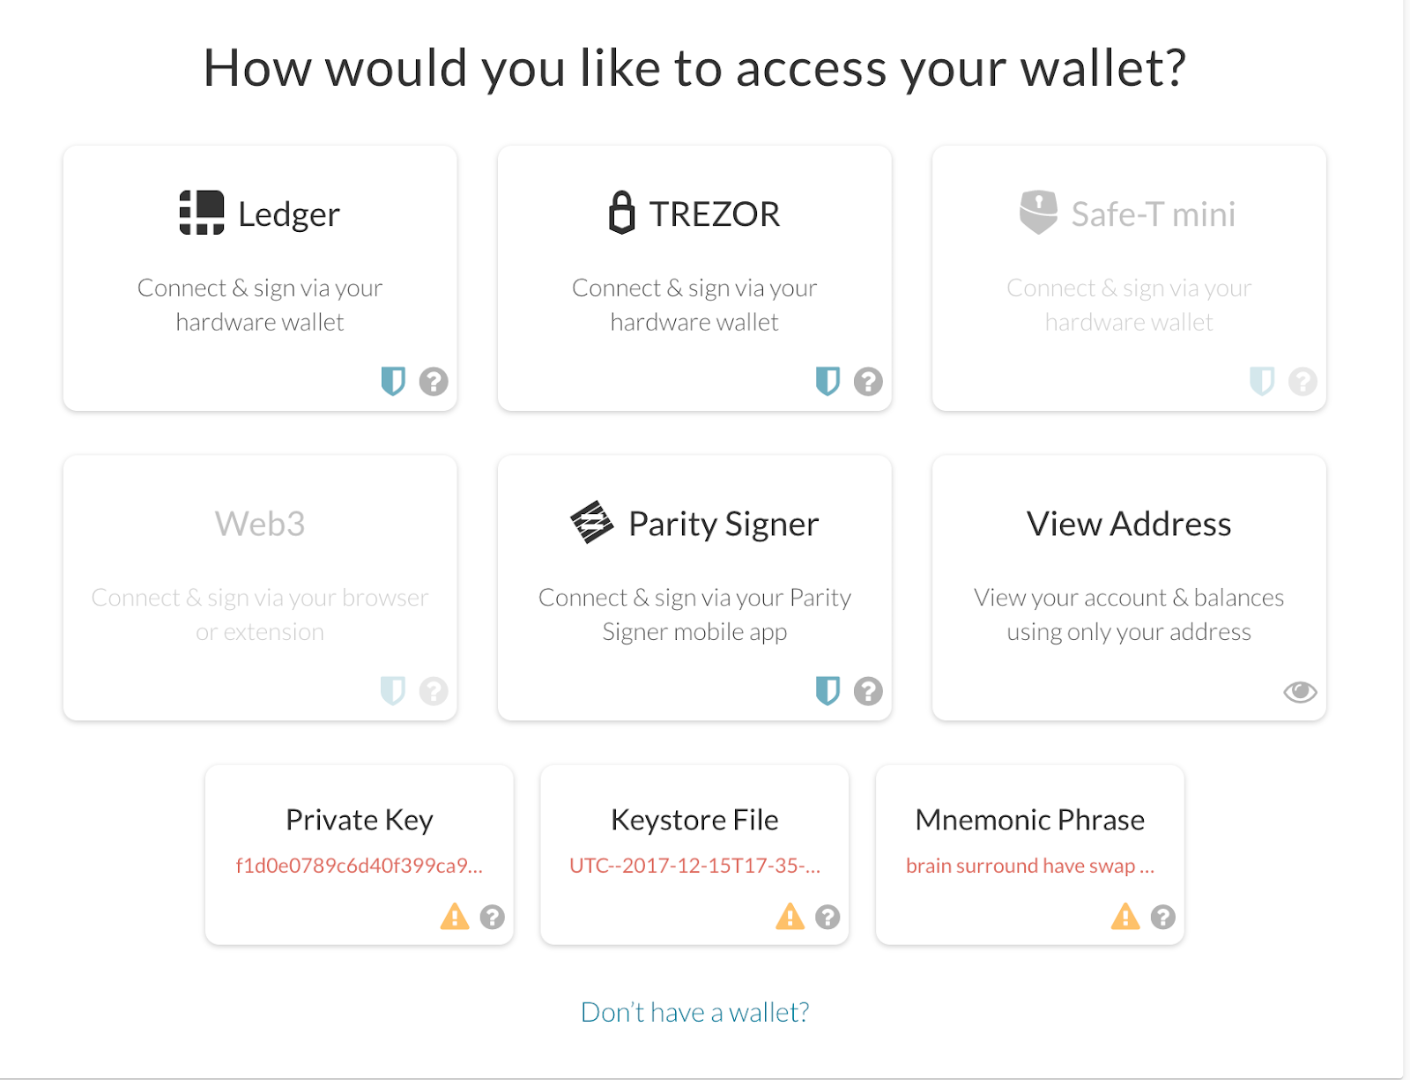 How would you like to access your wallet?
Ledger
Connect & sign via your
hardware wallet
TREZOR
Connect & sign via your
hardware wallet
Safe-T mini
Connect & sign via your
hardware wallet
Web3
Connect & sign via your browser
or extension
Parity Signer
Connect & sign via your Parity
Signer mobile app
View Address
View your account & balances
using only your address
Private Key
f1d0e0789c6d40f399ca9...
Keystore File
UTC--2017-12-15T17-35-...
Mnemonic Phrase
brain surround have swap ...
Don't have a wallet?